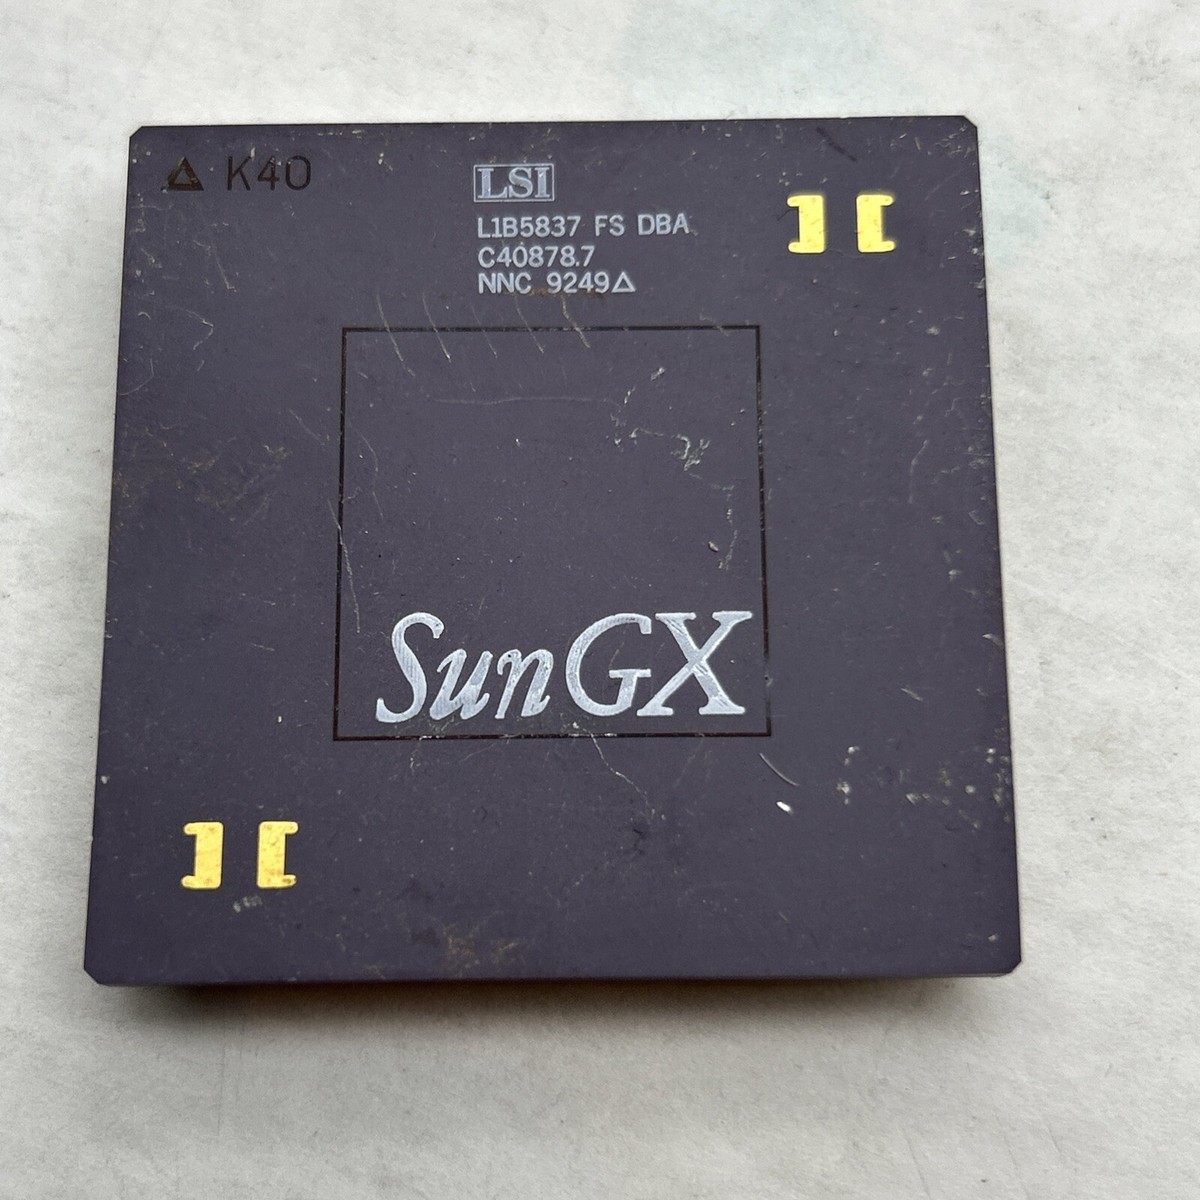 △ K40
LSI
L1B5837 FS DBA
C40878.7
NNC 9249△
SunGX